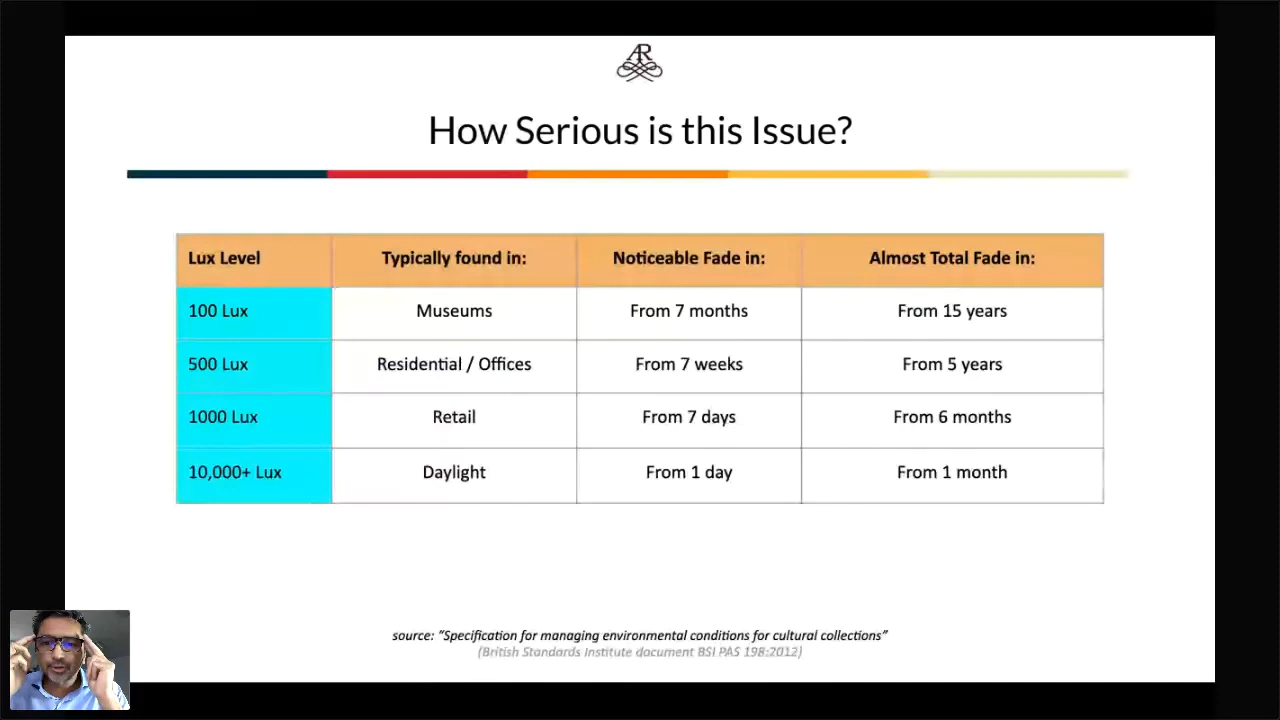 AR
How Serious is this Issue?
Lux Level Typically found in: Noticeable Fade in: Almost Total Fade in:
100 Lux Museums From 7 months From 15 years
500 Lux Residential / Offices From 7 weeks From 5 years
1000 Lux Retail From 7 days From 6 months
10,000+ Lux Daylight From 1 day From 1 month
source: "Specification for managing environmental conditions for cultural collections"
(British Standards Institute document BSI PAS 198:2012)